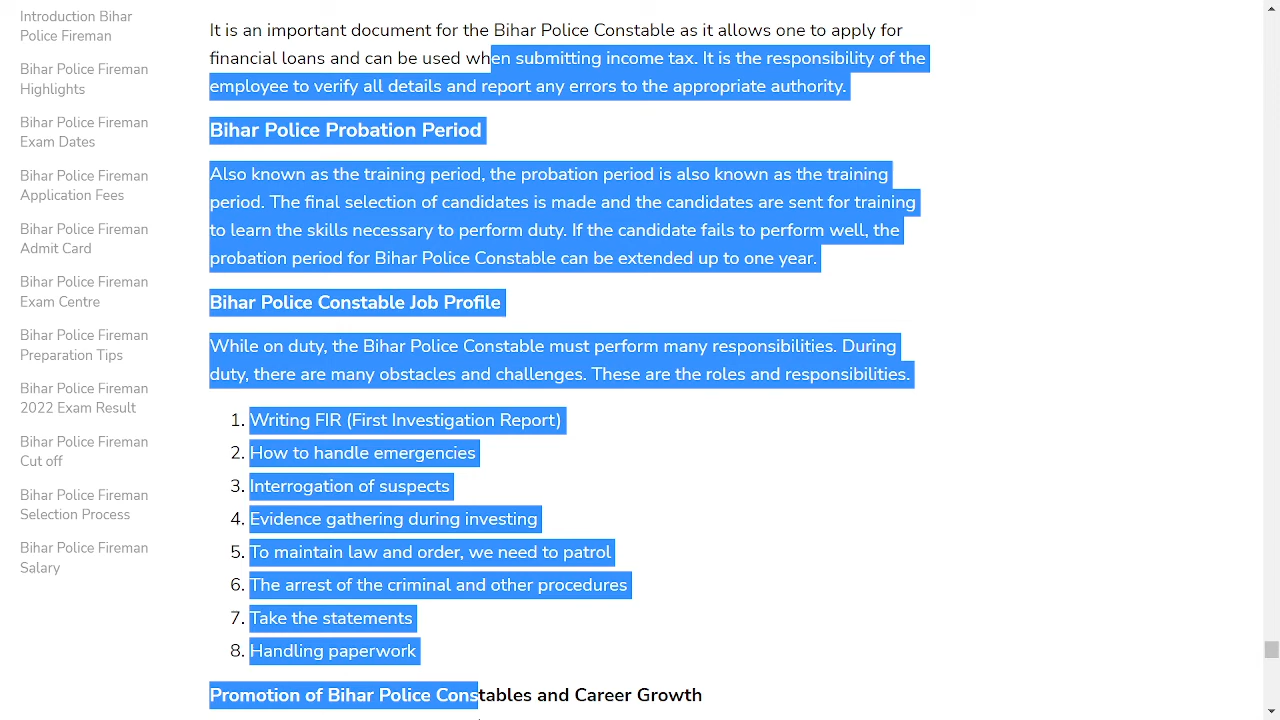 Introduction Bihar
Police Fireman
Bihar Police Fireman
Highlights
Bihar Police Fireman
Exam Dates
Bihar Police Fireman
Application Fees
Bihar Police Fireman
Admit Card
Bihar Police Fireman
Exam Centre
Bihar Police Fireman
Preparation Tips
Bihar Police Fireman
2022 Exam Result
Bihar Police Fireman
Cut off
Bihar Police Fireman
Selection Process
Bihar Police Fireman
Salary
It is an important document for the Bihar Police Constable as it allows one to apply for
financial loans and can be used when submitting income tax. It is the responsibility of the
employee to verify all details and report any errors to the appropriate authority.
Bihar Police Probation Period
Also known as the training period, the probation period is also known as the training
period. The final selection of candidates is made and the candidates are sent for training
to learn the skills necessary to perform duty. If the candidate fails to perform well, the
probation period for Bihar Police Constable can be extended up to one year.
Bihar Police Constable Job Profile
While on duty, the Bihar Police Constable must perform many responsibilities. During
duty, there are many obstacles and challenges. These are the roles and responsibilities.
1. Writing FIR (First Investigation Report)
2. How to handle emergencies
3. Interrogation of suspects
4. Evidence gathering during investing
5. To maintain law and order, we need to patrol
6. The arrest of the criminal and other procedures
7. Take the statements
8. Handling paperwork
Promotion of Bihar Police Constables and Career Growth